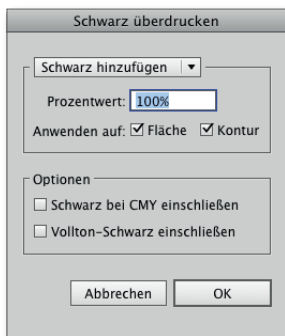 Schwarz überdrucken
Schwarz hinzufügen
Prozentwert: 100%
Anwenden auf: Fläche Kontur
Optionen
Schwarz bei CMY einschließen
Vollton-Schwarz einschließen
Abbrechen OK